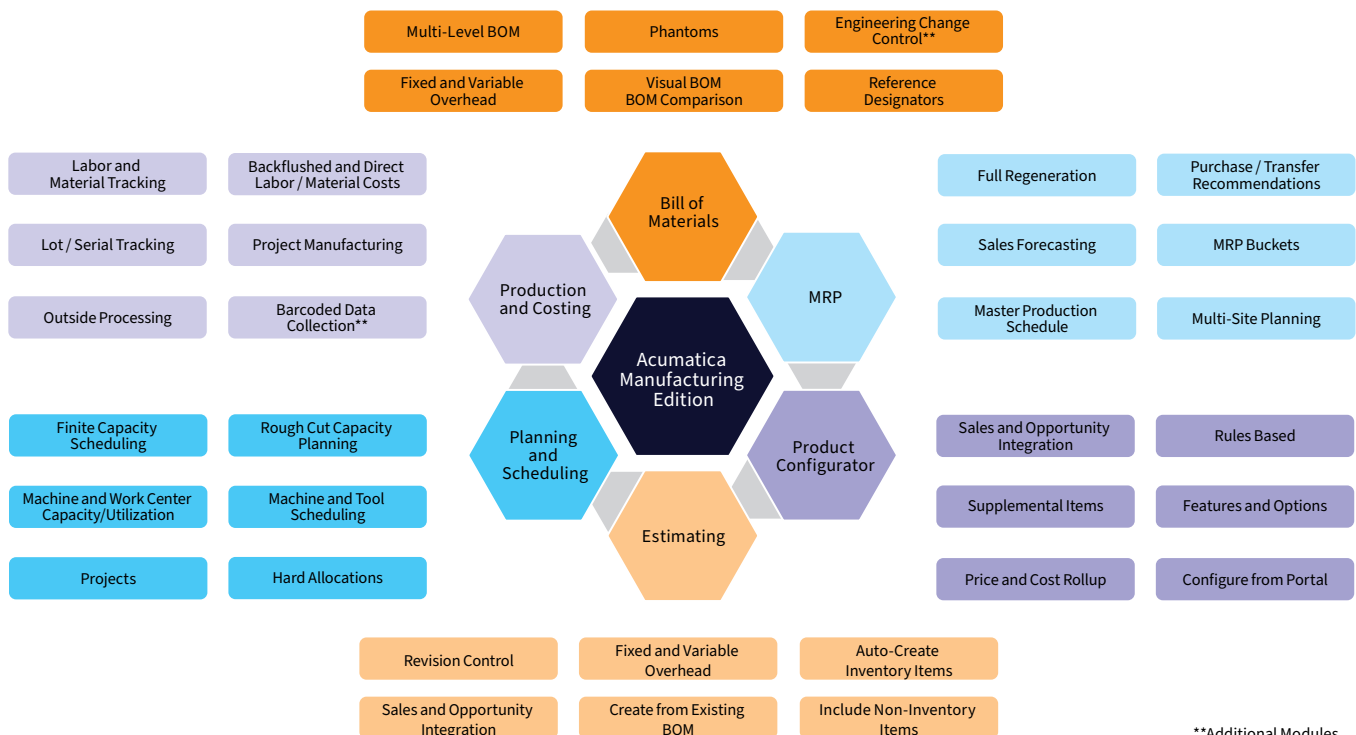 Multi-Level BOM
Phantoms
Engineering Change
Control**
Fixed and Variable
Overhead
Visual BOM
BOM Comparison
Reference
Designators
Labor and
Material Tracking
Backflushed and Direct
Labor / Material Costs
Lot / Serial Tracking
Project Manufacturing
Outside Processing
Barcoded Data
Collection**
Bill of
Materials
Production
and Costing
MRP
Acumatica
Manufacturing
Edition
Planning
and
Scheduling
Product
Configurator
Estimating
Full Regeneration
Purchase / Transfer
Recommendations
Sales Forecasting
MRP Buckets
Master Production
Schedule
Multi-Site Planning
Finite Capacity
Scheduling
Rough Cut Capacity
Planning
Machine and Work Center
Capacity/Utilization
Machine and Tool
Scheduling
Projects
Hard Allocations
Sales and Opportunity
Integration
Rules Based
Supplemental Items
Features and Options
Price and Cost Rollup
Configure from Portal
Revision Control
Fixed and Variable
Overhead
Auto-Create
Inventory Items
Sales and Opportunity
Integration
Create from Existing
BOM
Include Non-Inventory
Items
**Additional Modules